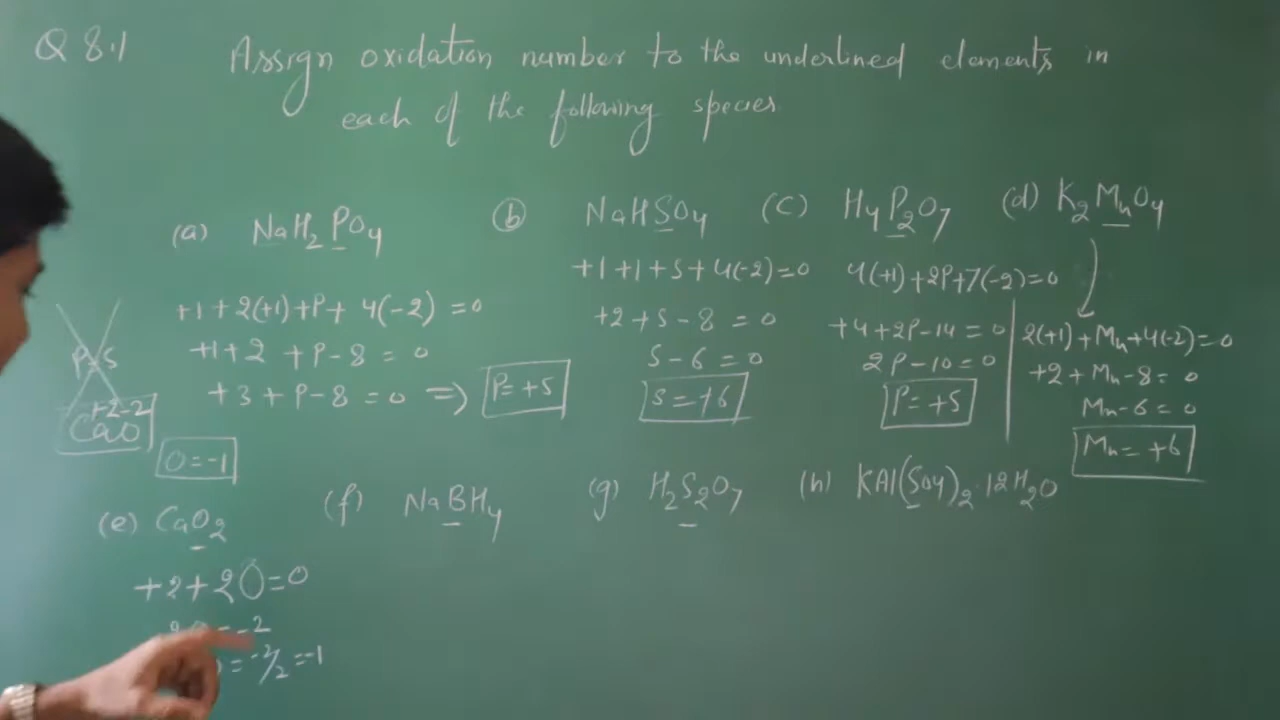 Q 8.1 Assign oxidation number to the underlined elements in
each of the following species.
(a) NaH₂PO₄
+1+2(+1)+P+ 4(-2) =0
+1+2 +P-8 = 0
+3+P-8 =0 => P=+5
(b) NaHSO₄
+1+1+S+4(-2)=0
+2+S-8 =0
S-6=0
S=+6
(c) H₄P₂O₇
4(+1)+2P+7(-2)=0
+4+2P-14=0
2P-10=0
P=+5
(d) K₂MnO₄
2(+1)+Mn+4(-2)=0
+2+Mn-8=0
Mn-6=0
Mn=+6
+2-2
CaO
O=-1
(e) CaO₂
+2+2O=0
=-2
=-2/2=-1
(f) NaBH₄
(g) H₂S₂O₇
(h) KAl(SO₄)₂.12H₂O